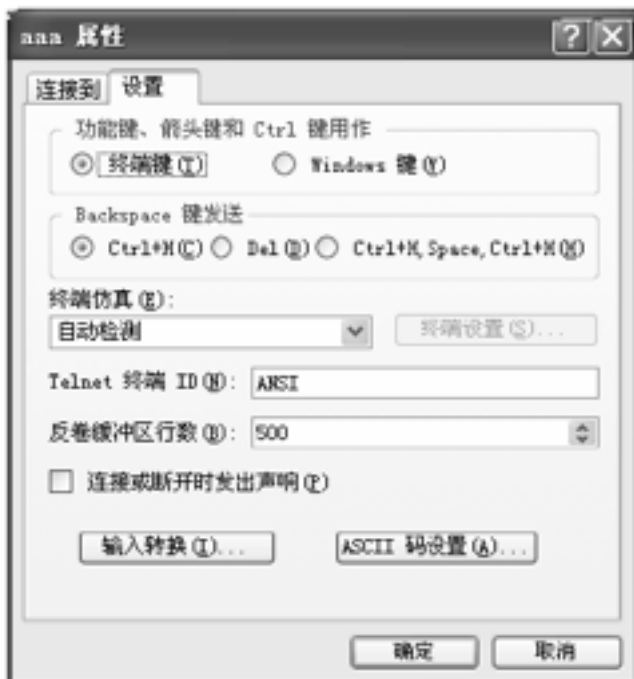 aaa 属性
连接到 设置
功能键、箭头键和 Ctrl 键用作
终端键(T) Windows 键(Y)
Backspace 键发送
Ctrl+H(C) Del(D) Ctrl+H,Space,Ctrl+H(H)
终端仿真(E):
自动检测 终端设置(S)...
Telnet 终端 ID(N): ANSI
反卷缓冲区行数(B): 500
连接或断开时发出声响(P)
输入转换(I)... ASCII 码设置(A)...
确定 取消